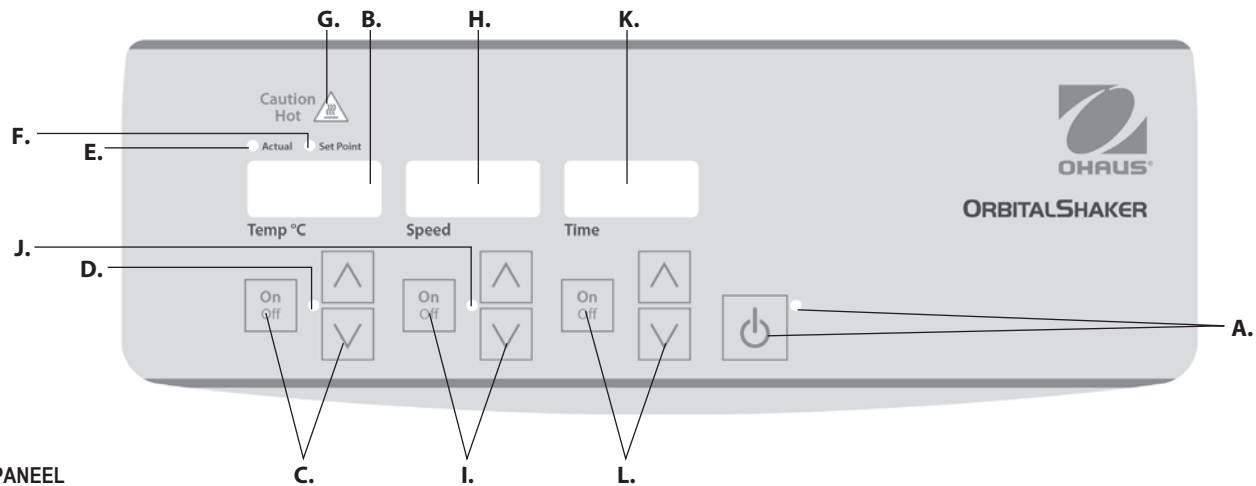 G. B. H. K.
Caution
Hot
F.
E.
Actual Set Point
OHAUS®
ORBITALSHAKER
Temp °C Speed Time
J.
D.
On
Off
On
Off
On
Off
A.
PANEEL C. I. L.